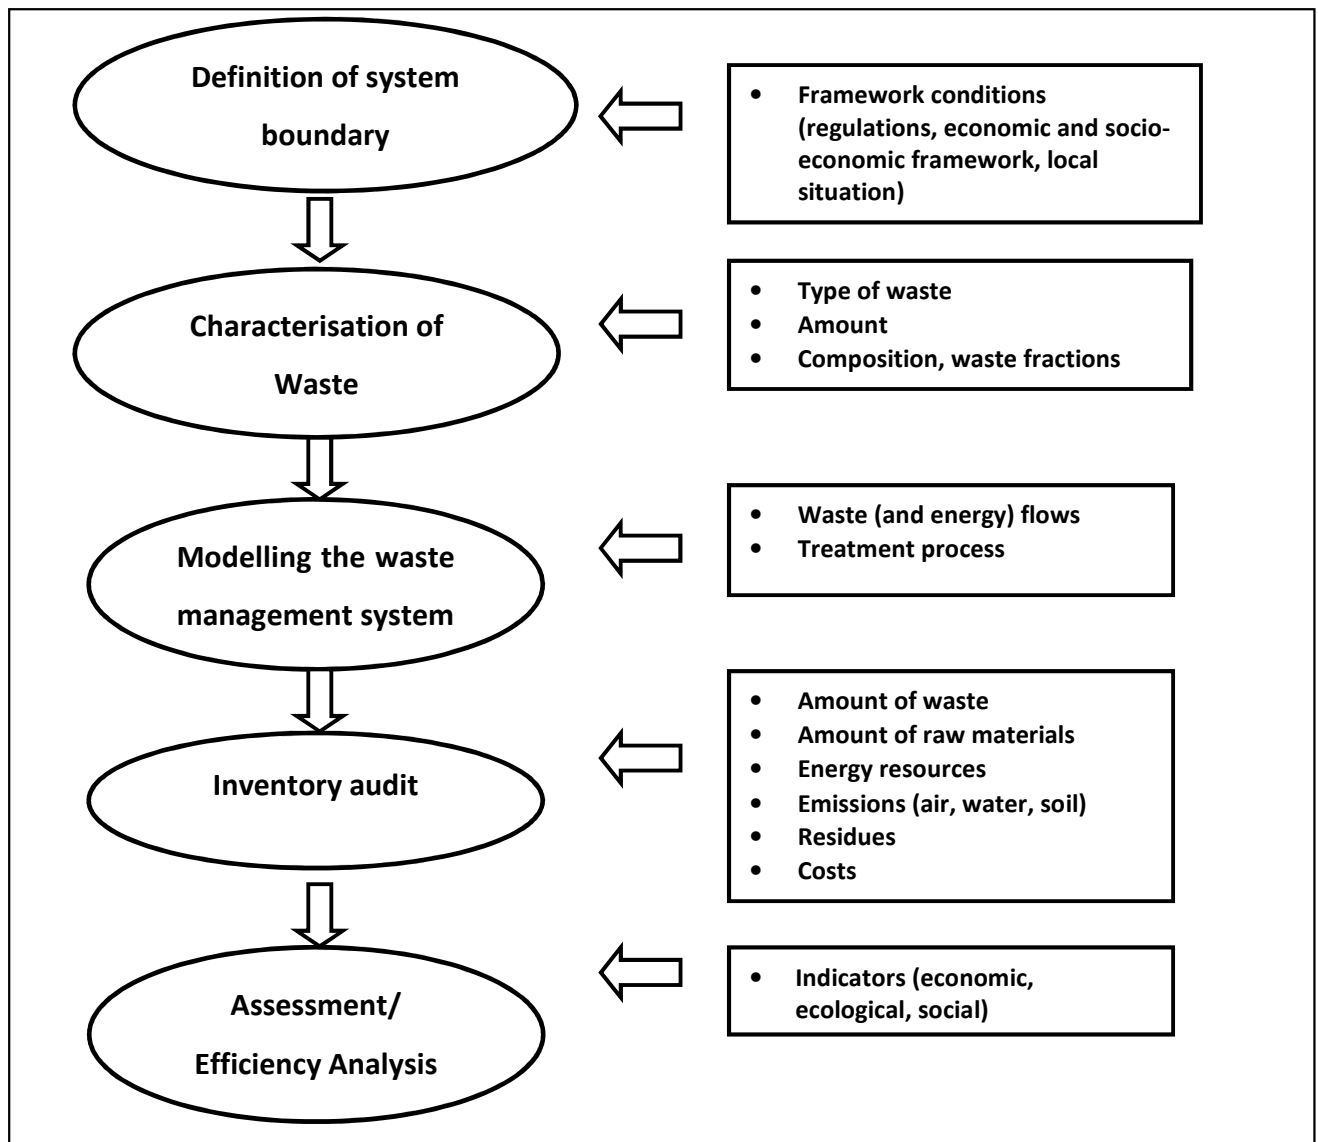 Definition of system
boundary
• Framework conditions
(regulations, economic and socio-
economic framework, local
situation)
Characterisation of
Waste
• Type of waste
• Amount
• Composition, waste fractions
Modelling the waste
management system
• Waste (and energy) flows
• Treatment process
Inventory audit
• Amount of waste
• Amount of raw materials
• Energy resources
• Emissions (air, water, soil)
• Residues
• Costs
Assessment/
Efficiency Analysis
• Indicators (economic,
ecological, social)